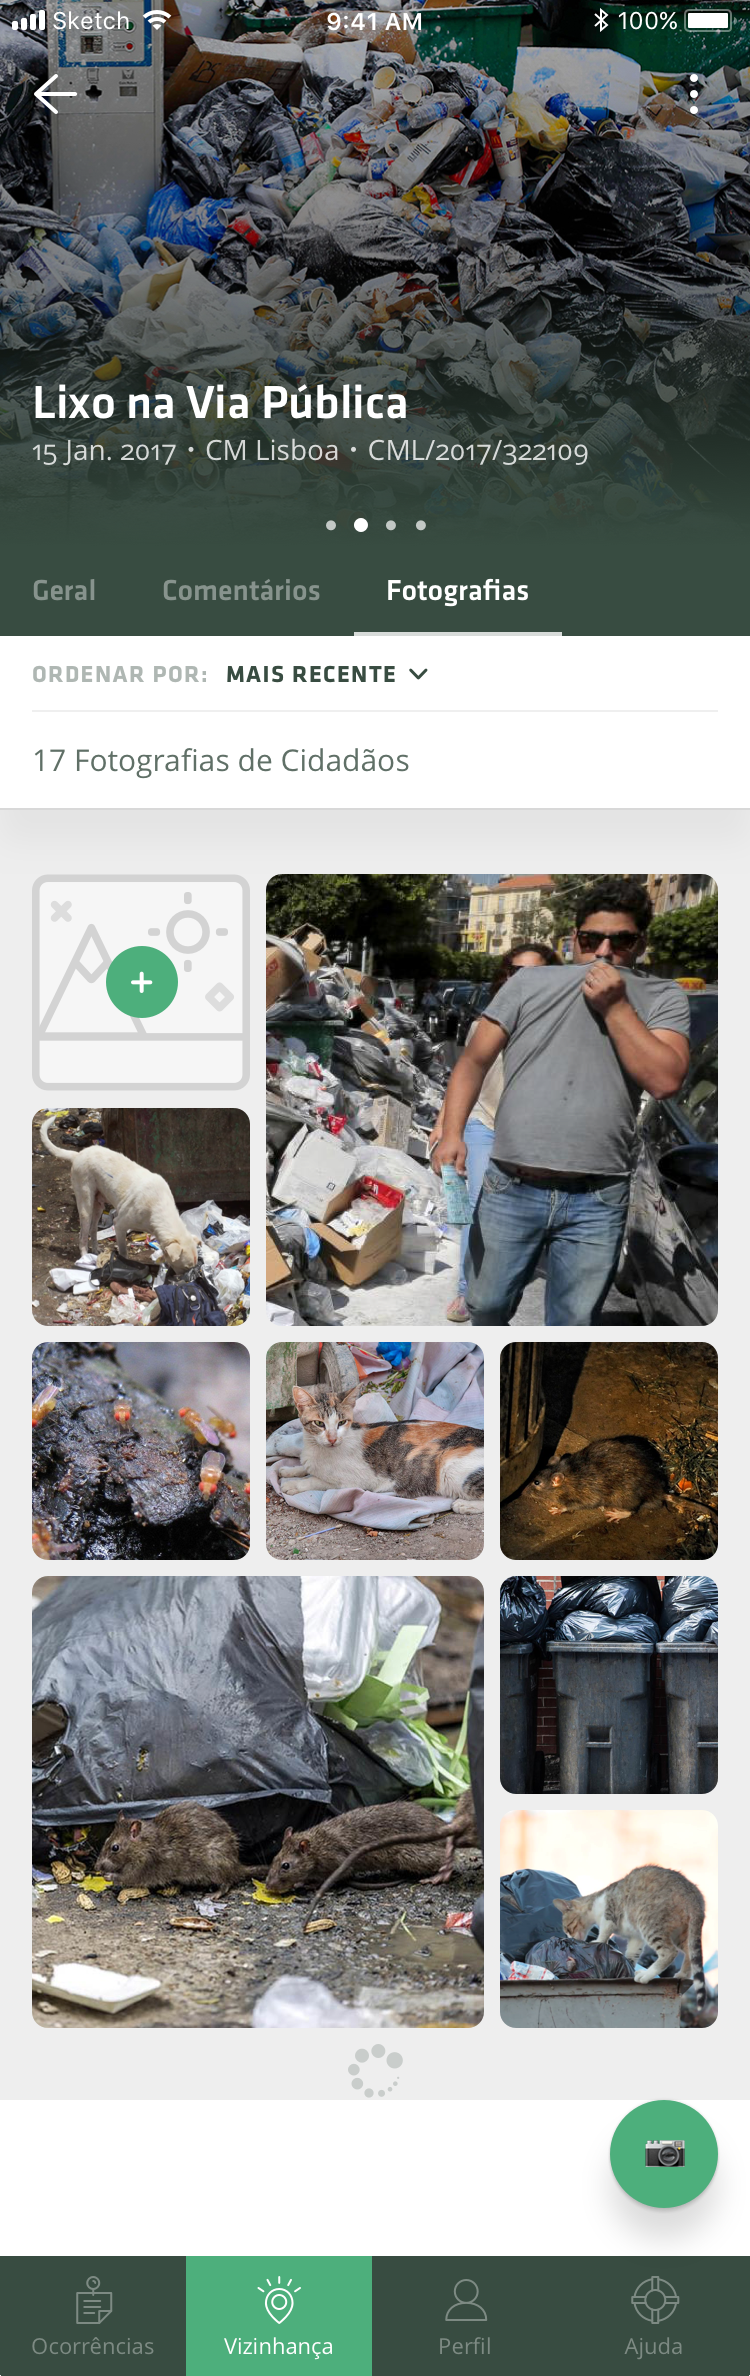 Sketch 9:41 AM 100%
Lixo na Via Pública
15 Jan. 2017 • CM Lisboa • CML/2017/322109
Geral Comentários Fotografias
ORDENAR POR: MAIS RECENTE
17 Fotografias de Cidadãos
Ocorrências Vizinhança Perfil Ajuda